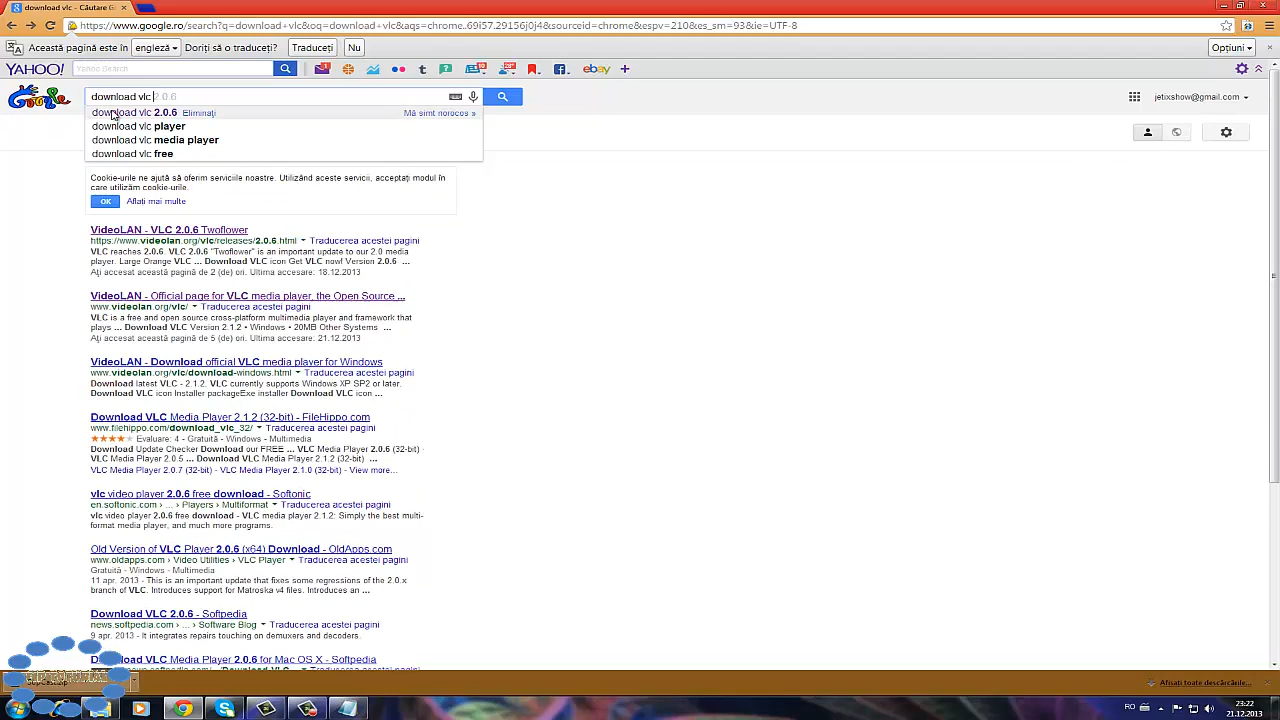 download vlc - Căutare G
https://www.google.ro/search?q=download+vlc&oq=download+vlc&aqs=chrome..69i57.29156j0j4&sourceid=chrome&espv=210&es_sm=93&ie=UTF-8
Această pagină este în engleză Doriți să o traduceți? Traduceți Nu Opțiuni
YAHOO! Yahoo Search 10 28+ ebay
Google download vlc 2.0.6 jetixshow@gmail.com
download vlc 2.0.6 Eliminați Mă simt norocos »
download vlc player
download vlc media player
download vlc free
Cookie-urile ne ajută să oferim serviciile noastre. Utilizând aceste servicii, acceptați modul în
care utilizăm cookie-urile.
OK Aflați mai multe
VideoLAN - VLC 2.0.6 Twoflower
https://www.videolan.org/vlc/releases/2.0.6.html Traducerea acestei pagini
VLC reaches 2.0.6. VLC 2.0.6 "Twoflower" is an important update to our 2.0 media
player. Large Orange VLC ... Download VLC icon Get VLC now! Version 2.0.6 ...
Ați accesat această pagină de 2 (de) ori. Ultima accesare: 18.12.2013
VideoLAN - Official page for VLC media player, the Open Source ...
www.videolan.org/vlc/ Traducerea acestei pagini
VLC is a free and open source cross-platform multimedia player and framework that
plays ... Download VLC Version 2.1.2 • Windows • 20MB Other Systems ...
Ați accesat această pagină de 5 (de) ori. Ultima accesare: 21.12.2013
VideoLAN - Download official VLC media player for Windows
www.videolan.org/vlc/download-windows.html Traducerea acestei pagini
Download latest VLC - 2.1.2. VLC currently supports Windows XP SP2 or later.
Download VLC icon Installer packageExe installer Download VLC icon ...
Download VLC Media Player 2.1.2 (32-bit) - FileHippo.com
www.filehippo.com/download_vlc_32/ Traducerea acestei pagini
Evaluare: 4 - Gratuită - Windows - Multimedia
Download Update Checker Download our FREE ... VLC Media Player 2.0.6 (32-bit) ·
VLC Media Player 2.0.5 ... Download VLC Media Player 2.1.2 (32-bit) ...
VLC Media Player 2.0.7 (32-bit) - VLC Media Player 2.1.0 (32-bit) - View more...
vlc video player 2.0.6 free download - Softonic
en.softonic.com › ... › Players › Multiformat Traducerea acestei pagini
vlc video player 2.0.6 free download - VLC media player 2.1.2: Simply the best multi-
format media player, and much more programs.
Old Version of VLC Player 2.0.6 (x64) Download - OldApps.com
www.oldapps.com › Video Utilities › VLC Player Traducerea acestei pagini
Gratuită - Windows - Multimedia
11 apr. 2013 - This is an important update that fixes some regressions of the 2.0.x
branch of VLC. Introduces support for Matroska v4 files. Introduces an ...
Download VLC 2.0.6 - Softpedia
news.softpedia.com › ... › Software Blog Traducerea acestei pagini
9 apr. 2013 - It integrates repairs touching on demuxers and decoders.
Download VLC Media Player 2.0.6 for Mac OS X - Softpedia
Afișați toate descărcările...
RO 23:22
21.12.2013